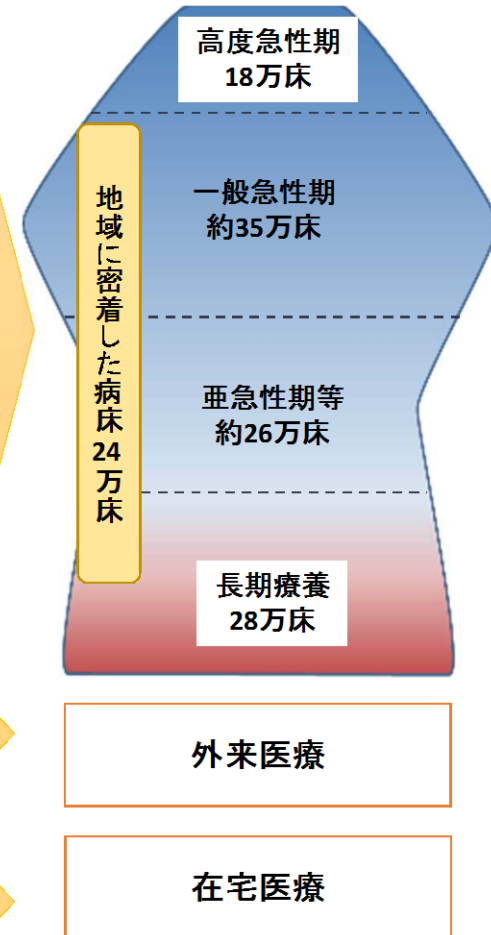 高度急性期
18万床
一般急性期
約35万床
地域に密着した病床24万床
亜急性期等
約26万床
長期療養
28万床
外来医療
在宅医療